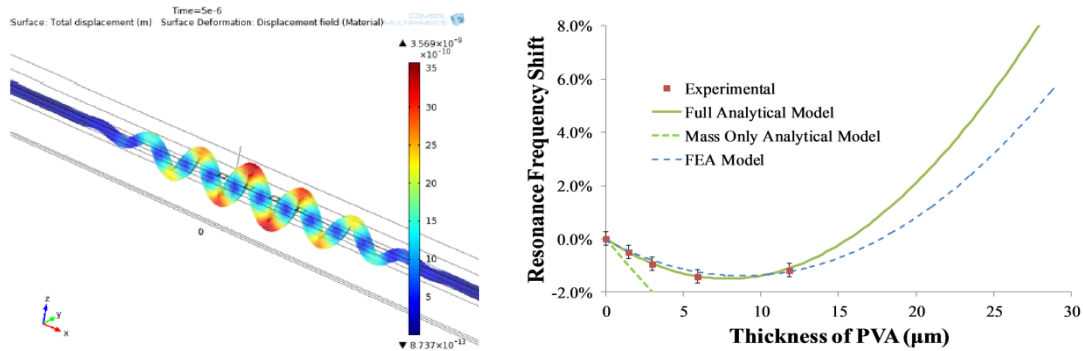 Time=5e-6
Surface: Total displacement (m) Surface Deformation: Displacement field (Material)
COMSOL
MULTIPHYSICS
▲ 3.569×10⁻⁹
×10⁻¹⁰
35
30
25
20
15
10
5
▼ 8.737×10⁻¹³
0
z
y
x
Resonance Frequency Shift
8.0%
6.0%
4.0%
2.0%
0.0%
-2.0%
Experimental
Full Analytical Model
Mass Only Analytical Model
FEA Model
0 5 10 15 20 25 30
Thickness of PVA (μm)